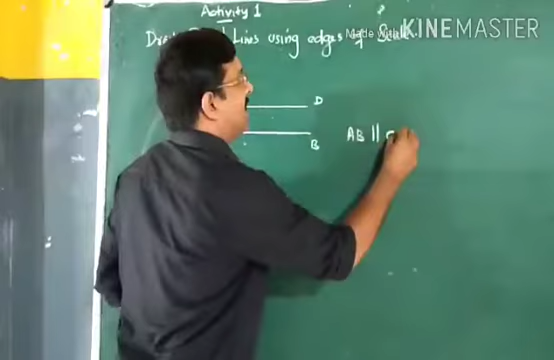 Activity 1
Lines using edges of Scale
Made with KINEMASTER
D
B
AB ||